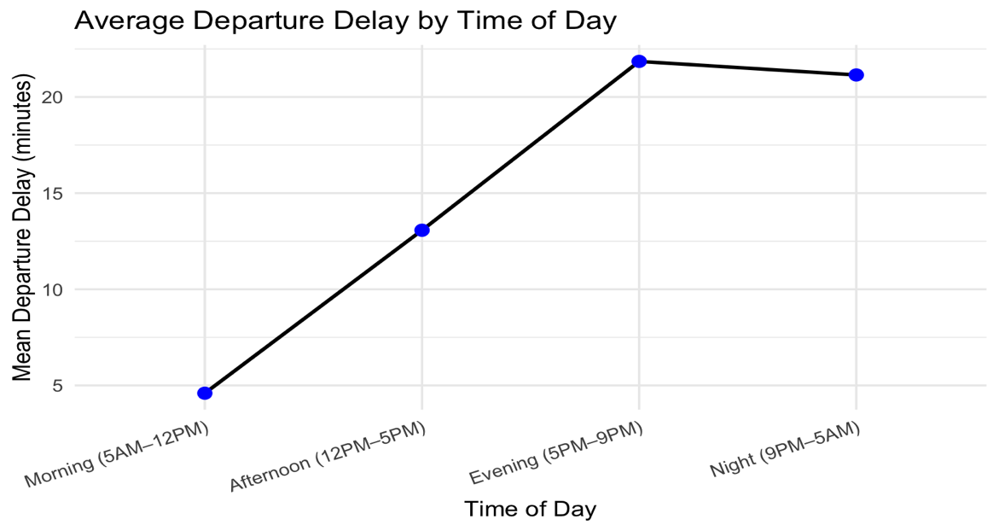 Average Departure Delay by Time of Day
Mean Departure Delay (minutes)
20
15
10
5
Morning (5AM–12PM)
Afternoon (12PM–5PM)
Evening (5PM–9PM)
Night (9PM–5AM)
Time of Day